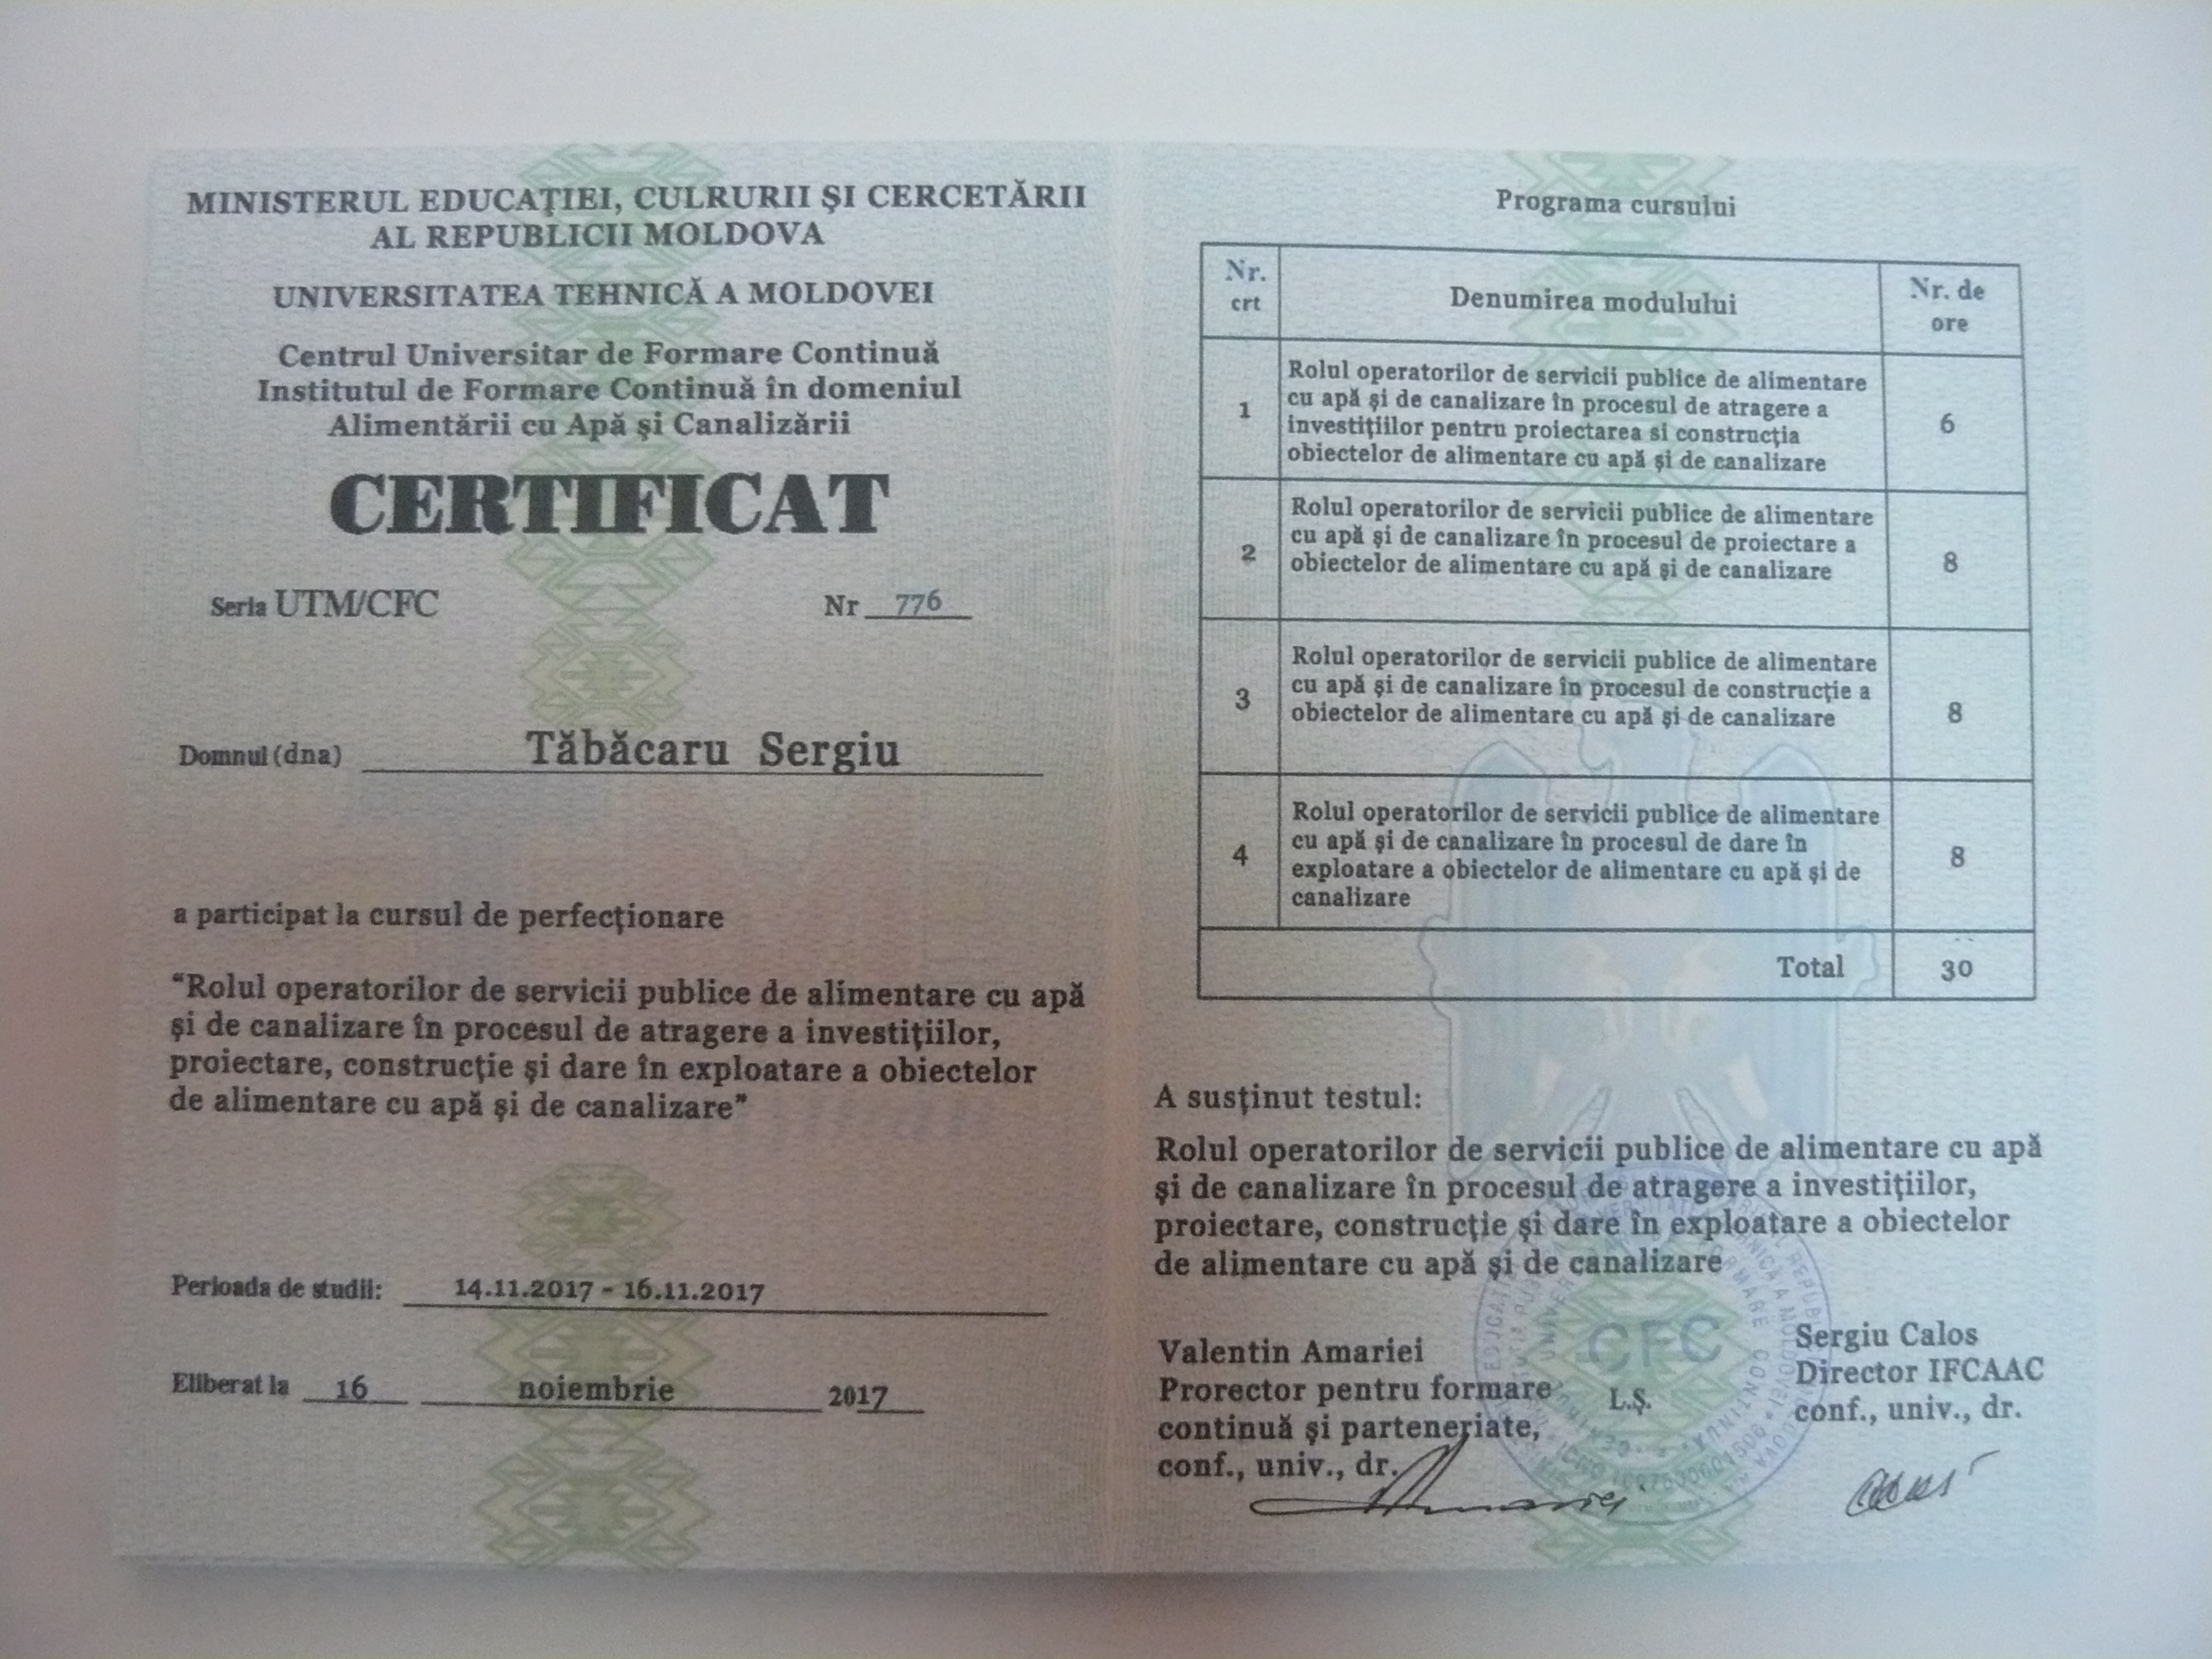 MINISTERUL EDUCAŢIEI, CULRURII ŞI CERCETĂRII
AL REPUBLICII MOLDOVA
UNIVERSITATEA TEHNICĂ A MOLDOVEI
Centrul Universitar de Formare Continuă
Institutul de Formare Continuă în domeniul
Alimentării cu Apă şi Canalizării
CERTIFICAT
Seria UTM/CFC Nr 776
Domnul (dna) Tăbăcaru Sergiu
a participat la cursul de perfecţionare
“Rolul operatorilor de servicii publice de alimentare cu apă
şi de canalizare în procesul de atragere a investiţiilor,
proiectare, construcţie şi dare în exploatare a obiectelor
de alimentare cu apă şi de canalizare”
Perioada de studii: 14.11.2017 - 16.11.2017
Eliberat la 16 noiembrie 2017
Programa cursului
Nr. crt Denumirea modulului Nr. de ore
1 Rolul operatorilor de servicii publice de alimentare
cu apă şi de canalizare în procesul de atragere a
investiţiilor pentru proiectarea si construcţia
obiectelor de alimentare cu apă şi de canalizare 6
2 Rolul operatorilor de servicii publice de alimentare
cu apă şi de canalizare în procesul de proiectare a
obiectelor de alimentare cu apă şi de canalizare 8
3 Rolul operatorilor de servicii publice de alimentare
cu apă şi de canalizare în procesul de construcţie a
obiectelor de alimentare cu apă şi de canalizare 8
4 Rolul operatorilor de servicii publice de alimentare
cu apă şi de canalizare în procesul de dare în
exploatare a obiectelor de alimentare cu apă şi de
canalizare 8
Total 30
A susţinut testul:
Rolul operatorilor de servicii publice de alimentare cu apă
şi de canalizare în procesul de atragere a investiţiilor,
proiectare, construcţie şi dare în exploatare a obiectelor
de alimentare cu apă şi de canalizare
Valentin Amariei
Prorector pentru formare
continuă şi parteneriate,
conf., univ., dr.
CFC
L.Ş.
Sergiu Calos
Director IFCAAC
conf., univ., dr.